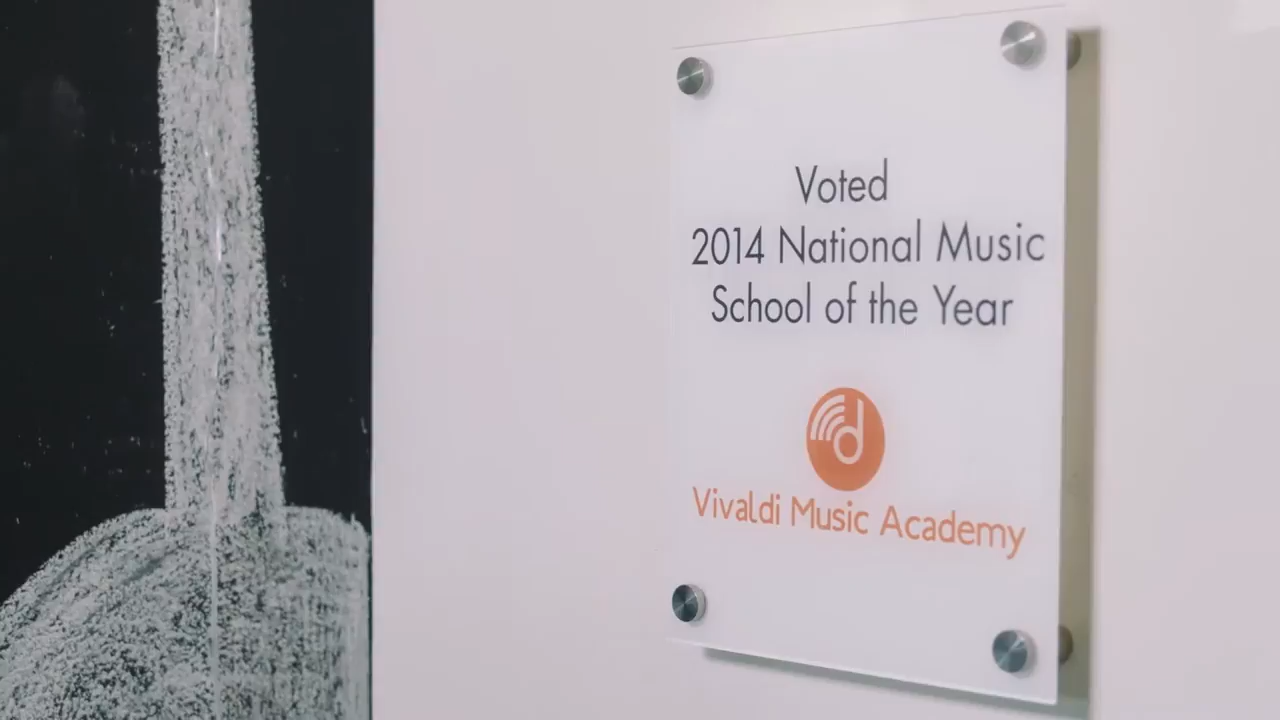 Voted
2014 National Music
School of the Year
Vivaldi Music Academy